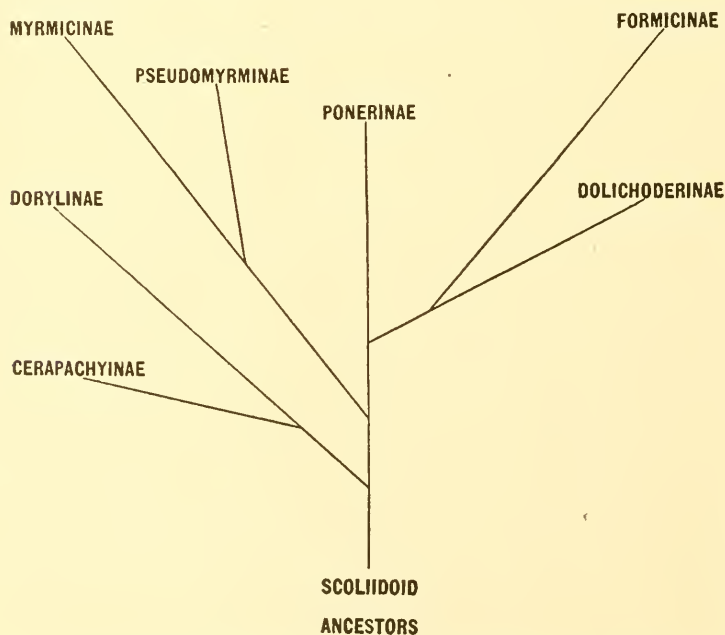 MYRMICINAE
FORMICINAE
PSEUDOMYRMINAE
PONERINAE
DORYLINAE
DOLICHODERINAE
CERAPACHYINAE
SCOLIIDOID
ANCESTORS